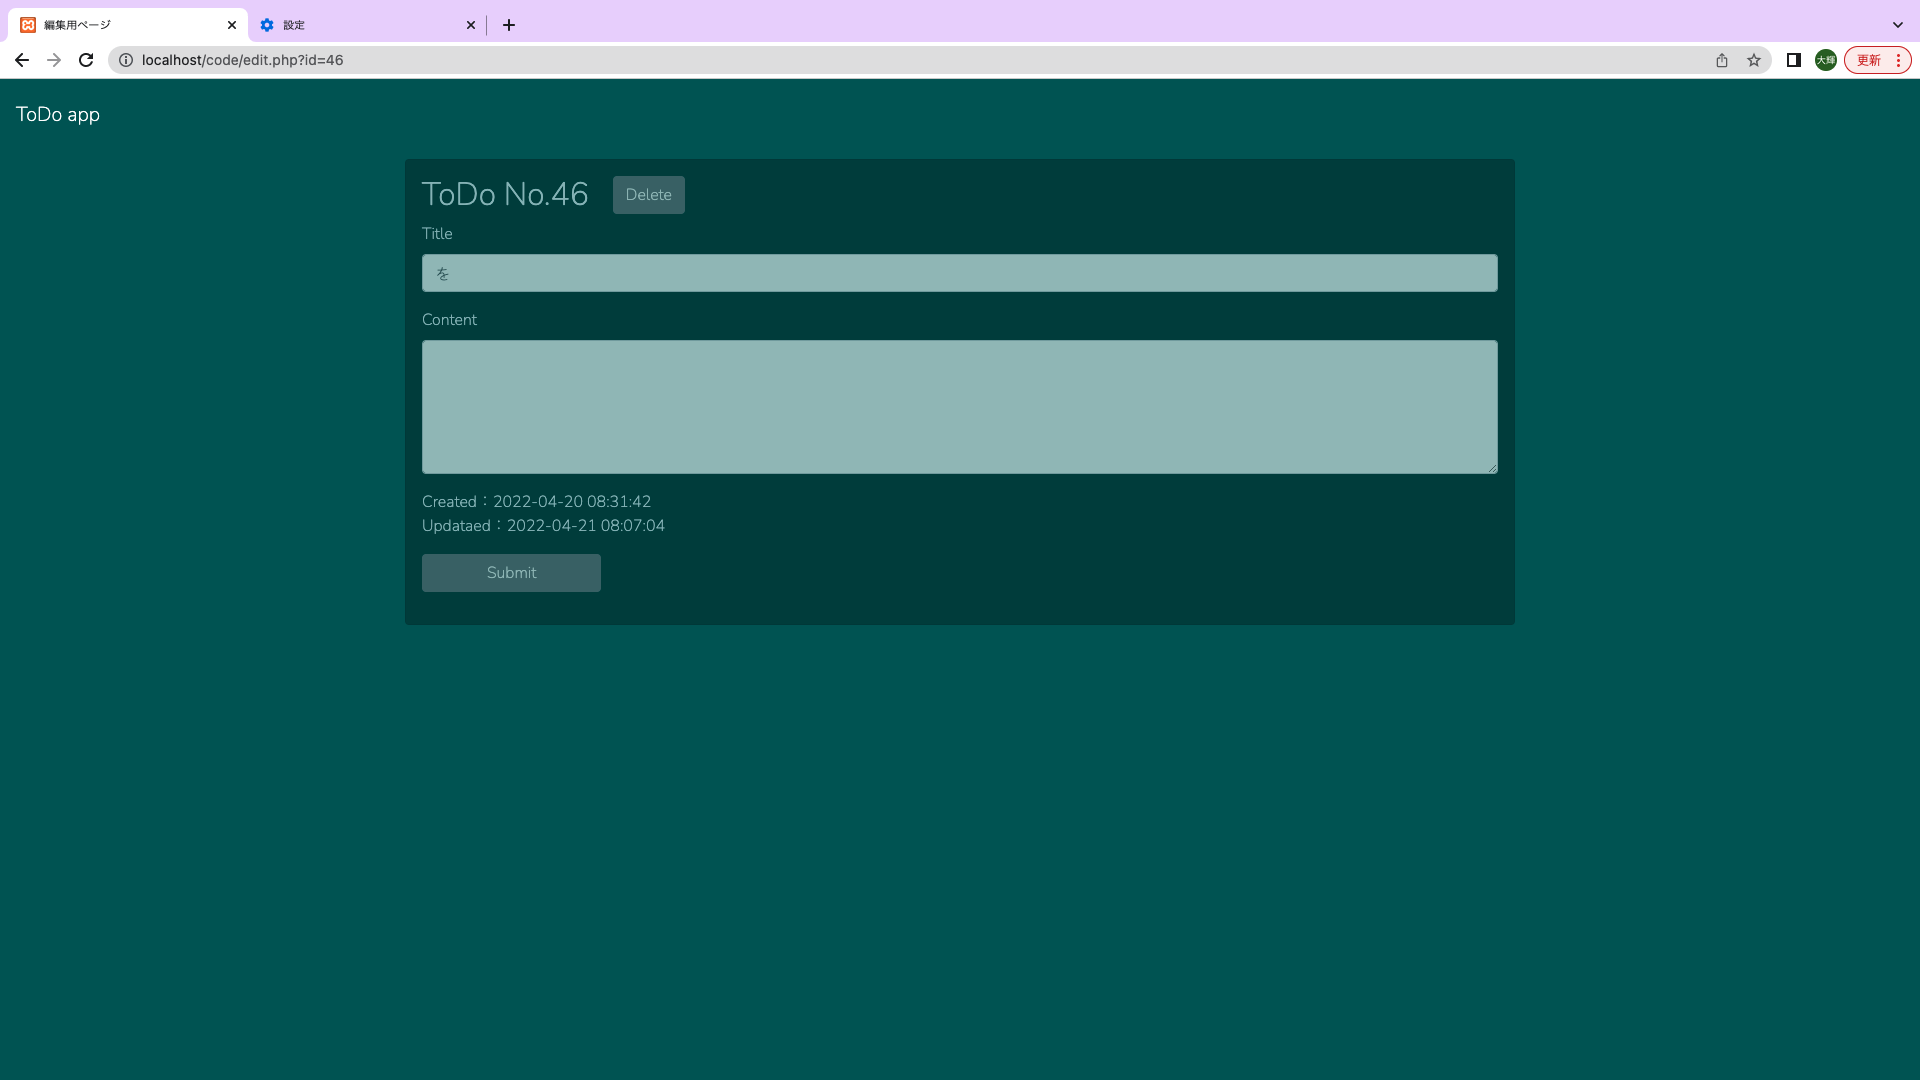 編集用ページ
設定
localhost/code/edit.php?id=46
大輝
更新
ToDo app
ToDo No.46
Delete
Title
を
Content
Created：2022-04-20 08:31:42
Updataed：2022-04-21 08:07:04
Submit